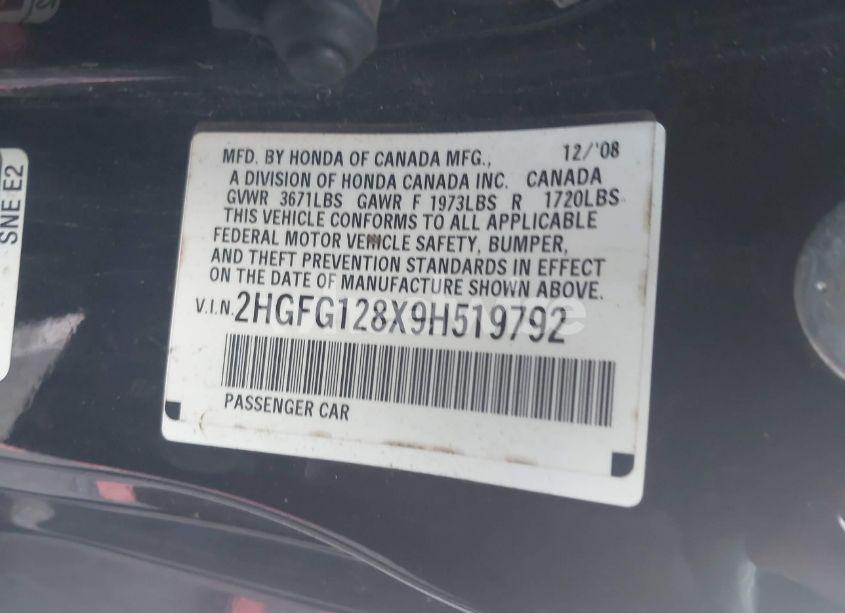 SNE E2
MFD. BY HONDA OF CANADA MFG., 12/'08
A DIVISION OF HONDA CANADA INC. CANADA
GVWR 3671LBS GAWR F 1973LBS R 1720LBS
THIS VEHICLE CONFORMS TO ALL APPLICABLE
FEDERAL MOTOR VEHICLE SAFETY, BUMPER,
AND THEFT PREVENTION STANDARDS IN EFFECT
ON THE DATE OF MANUFACTURE SHOWN ABOVE.
V.I.N. 2HGFG128X9H519792
PASSENGER CAR